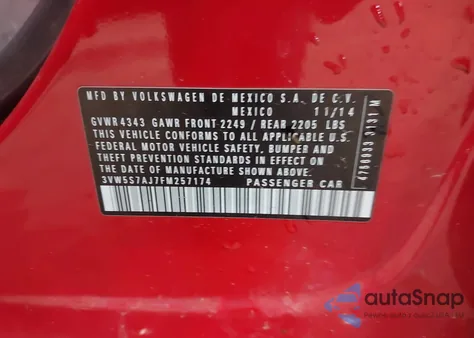 MFD BY VOLKSWAGEN DE MEXICO S.A. DE C.V.
MEXICO 11/14
GVWR 4343 GAWR FRONT 2249 / REAR 2205 LBS
THIS VEHICLE CONFORMS TO ALL APPLICABLE U.S.
FEDERAL MOTOR VEHICLE SAFETY, BUMPER AND
THEFT PREVENTION STANDARDS IN EFFECT ON
THE DATE OF MANUFACTURE SHOWN ABOVE.
3VW5S7AJ7FM257174 PASSENGER CAR
autoSnap